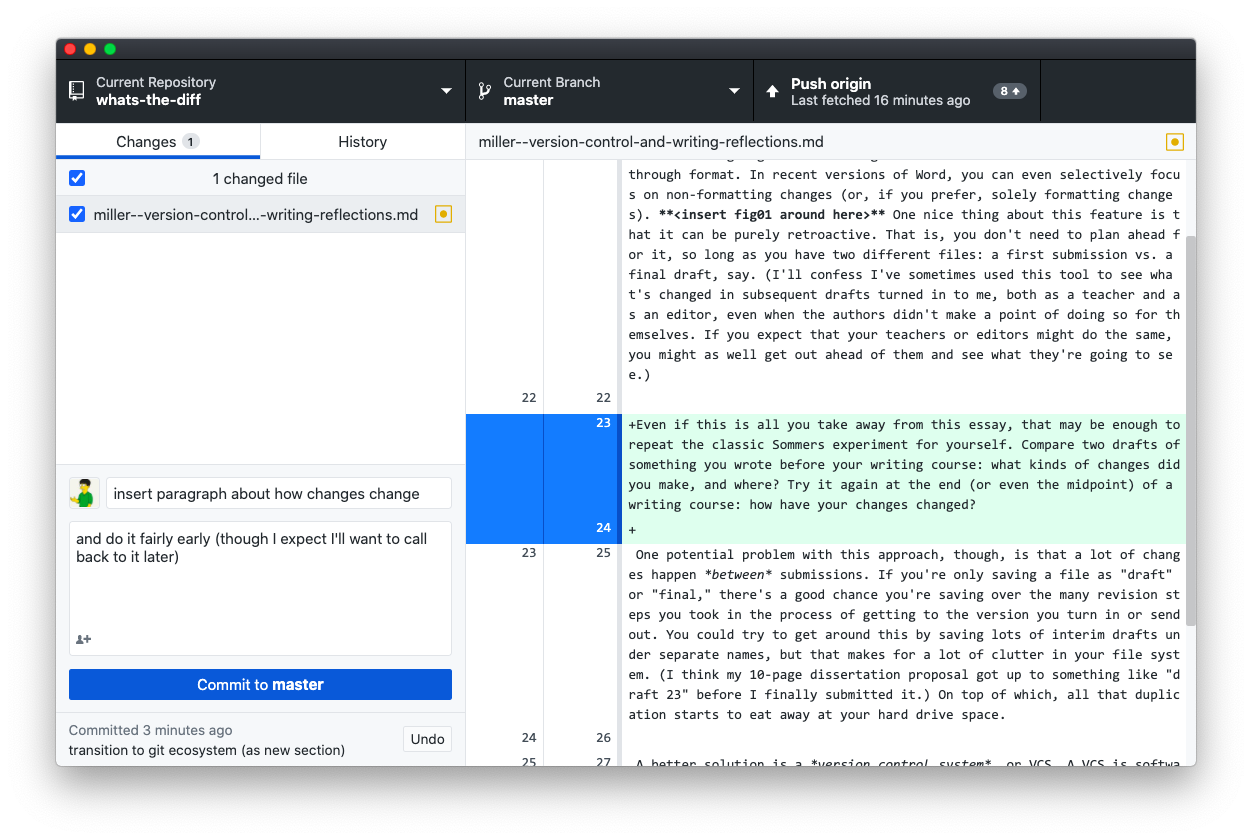 Current Repository
whats-the-diff
Current Branch
master
Push origin
Last fetched 16 minutes ago
8
Changes 1
History
miller--version-control-and-writing-reflections.md
1 changed file
miller--version-control...-writing-reflections.md
insert paragraph about how changes change
and do it fairly early (though I expect I'll want to call
back to it later)
Commit to master
Committed 3 minutes ago
transition to git ecosystem (as new section)
Undo
through format. In recent versions of Word, you can even selectively focu
s on non-formatting changes (or, if you prefer, solely formatting change
s). **<insert fig01 around here>** One nice thing about this feature is t
hat it can be purely retroactive. That is, you don't need to plan ahead f
or it, so long as you have two different files: a first submission vs. a
final draft, say. (I'll confess I've sometimes used this tool to see wha
t's changed in subsequent drafts turned in to me, both as a teacher and a
s an editor, even when the authors didn't make a point of doing so for th
emselves. If you expect that your teachers or editors might do the same,
you might as well get out ahead of them and see what they're going to se
e.)
22 22
23 +Even if this is all you take away from this essay, that may be enough to
repeat the classic Sommers experiment for yourself. Compare two drafts of
something you wrote before your writing course: what kinds of changes did
you make, and where? Try it again at the end (or even the midpoint) of a
writing course: how have your changes changed?
24 +
23 25 One potential problem with this approach, though, is that a lot of chang
es happen *between* submissions. If you're only saving a file as "draft"
or "final," there's a good chance you're saving over the many revision st
eps you took in the process of getting to the version you turn in or send
out. You could try to get around this by saving lots of interim drafts un
der separate names, but that makes for a lot of clutter in your file syst
em. (I think my 10-page dissertation proposal got up to something like "d
raft 23" before I finally submitted it.) On top of which, all that duplic
ation starts to eat away at your hard drive space.
24 26
25 27 A better solution is a *version control system*, or VCS. A VCS is softwa